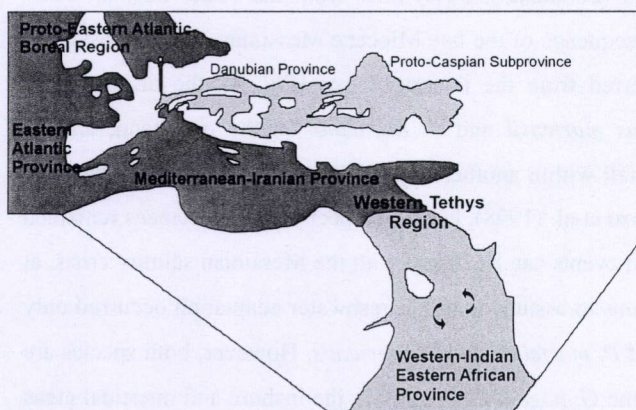 Proto-Eastern Atlantic
Boreal Region
Danubian Province
Proto-Caspian Subprovince
Eastern
Atlantic
Province
Mediterranean-Iranian Province
Western Tethys
Region
Western-Indian
Eastern African
Province